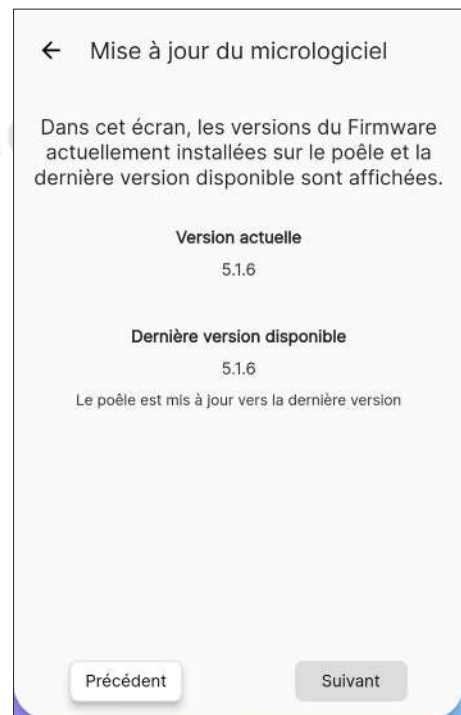 Mise à jour du micrologiciel
Dans cet écran, les versions du Firmware
actuellement installées sur le poêle et la
dernière version disponible sont affichées.
Version actuelle
5.1.6
Dernière version disponible
5.1.6
Le poêle est mis à jour vers la dernière version
Précédent
Suivant